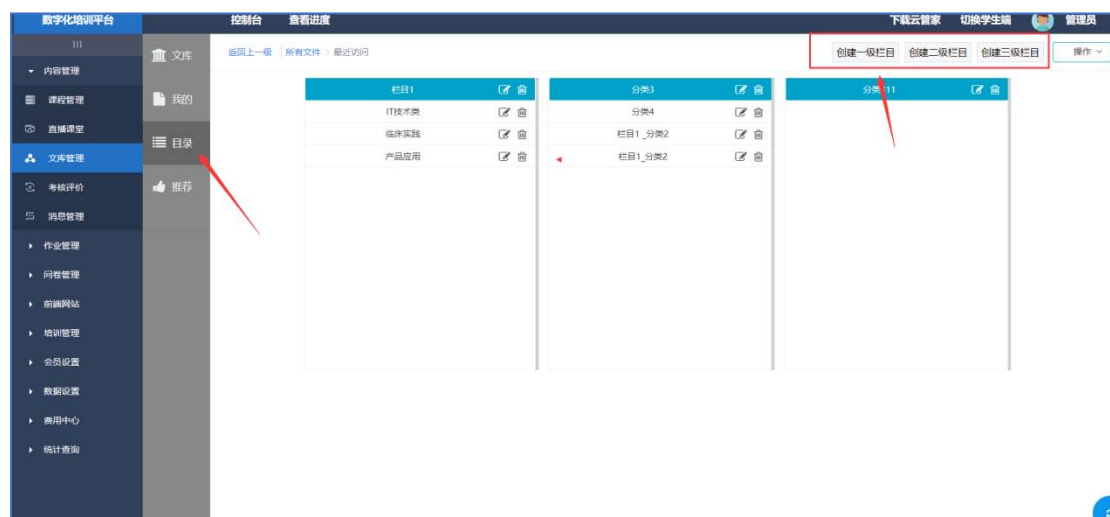 数字化培训平台 控制台 查看进度 下载云管家 切换学生端 管理员
文库 返回上一级 所有文件 > 最近访问 创建一级栏目 创建二级栏目 创建三级栏目 操作
内容管理
栏目1 分类3
课程管理 我的 IT技术类 分类4
直播课堂 临床实践 栏目1_分类2
目录
文库管理 产品应用 栏目1_分类2
考核评价 推荐
消息管理
作业管理
问卷管理
前端网站
培训管理
会员设置
数据设置
费用中心
统计查询